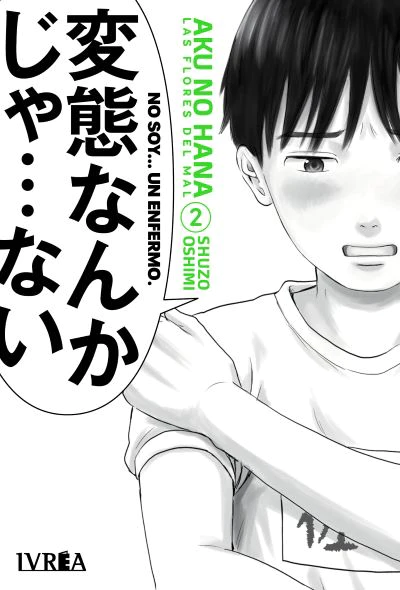 変態なんか
じゃ…ない
NO SOY... UN ENFERMO.
AKU NO HANA
LAS FLORES DEL MAL
2
SHUZO
OSHIMI
IVREA